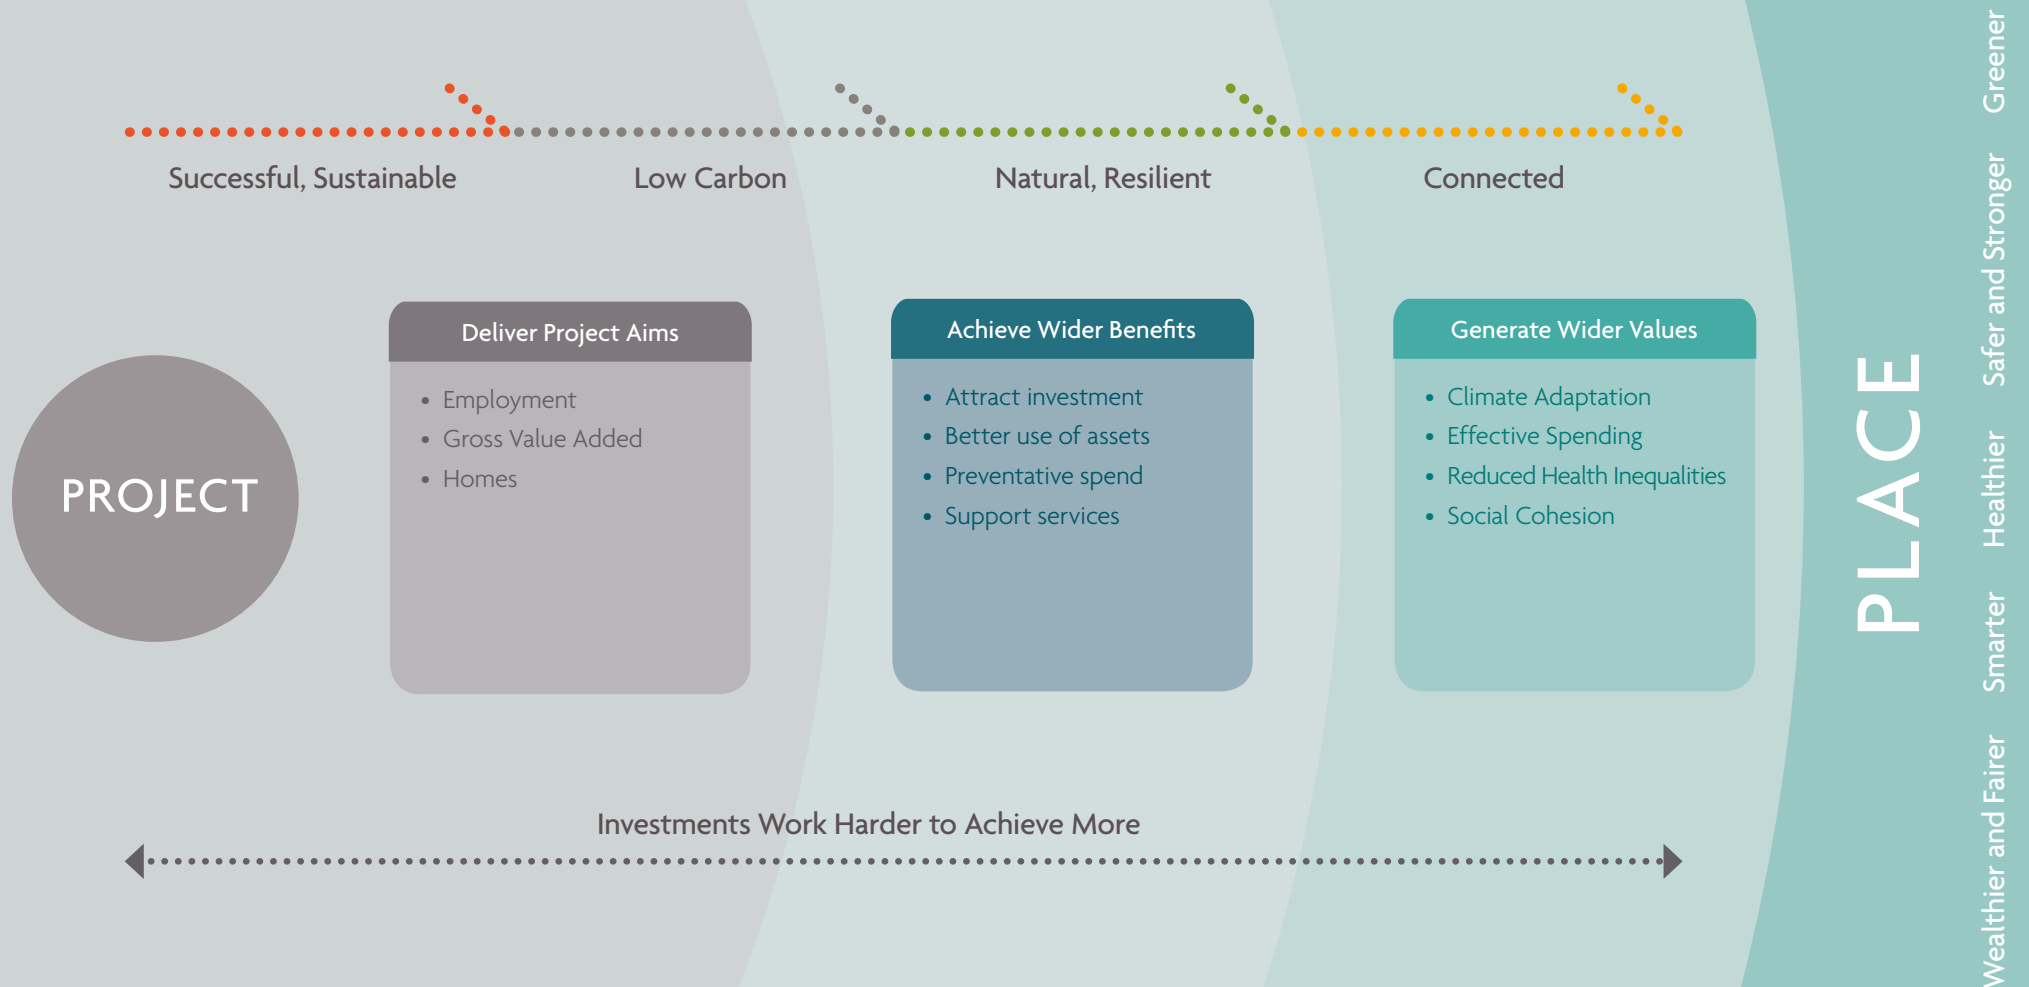 Successful, Sustainable
Low Carbon
Natural, Resilient
Connected
PROJECT
Deliver Project Aims
• Employment
• Gross Value Added
• Homes
Achieve Wider Benefits
• Attract investment
• Better use of assets
• Preventative spend
• Support services
Generate Wider Values
• Climate Adaptation
• Effective Spending
• Reduced Health Inequalities
• Social Cohesion
Investments Work Harder to Achieve More
PLACE
Wealthier and Fairer
Smarter
Healthier
Safer and Stronger
Greener